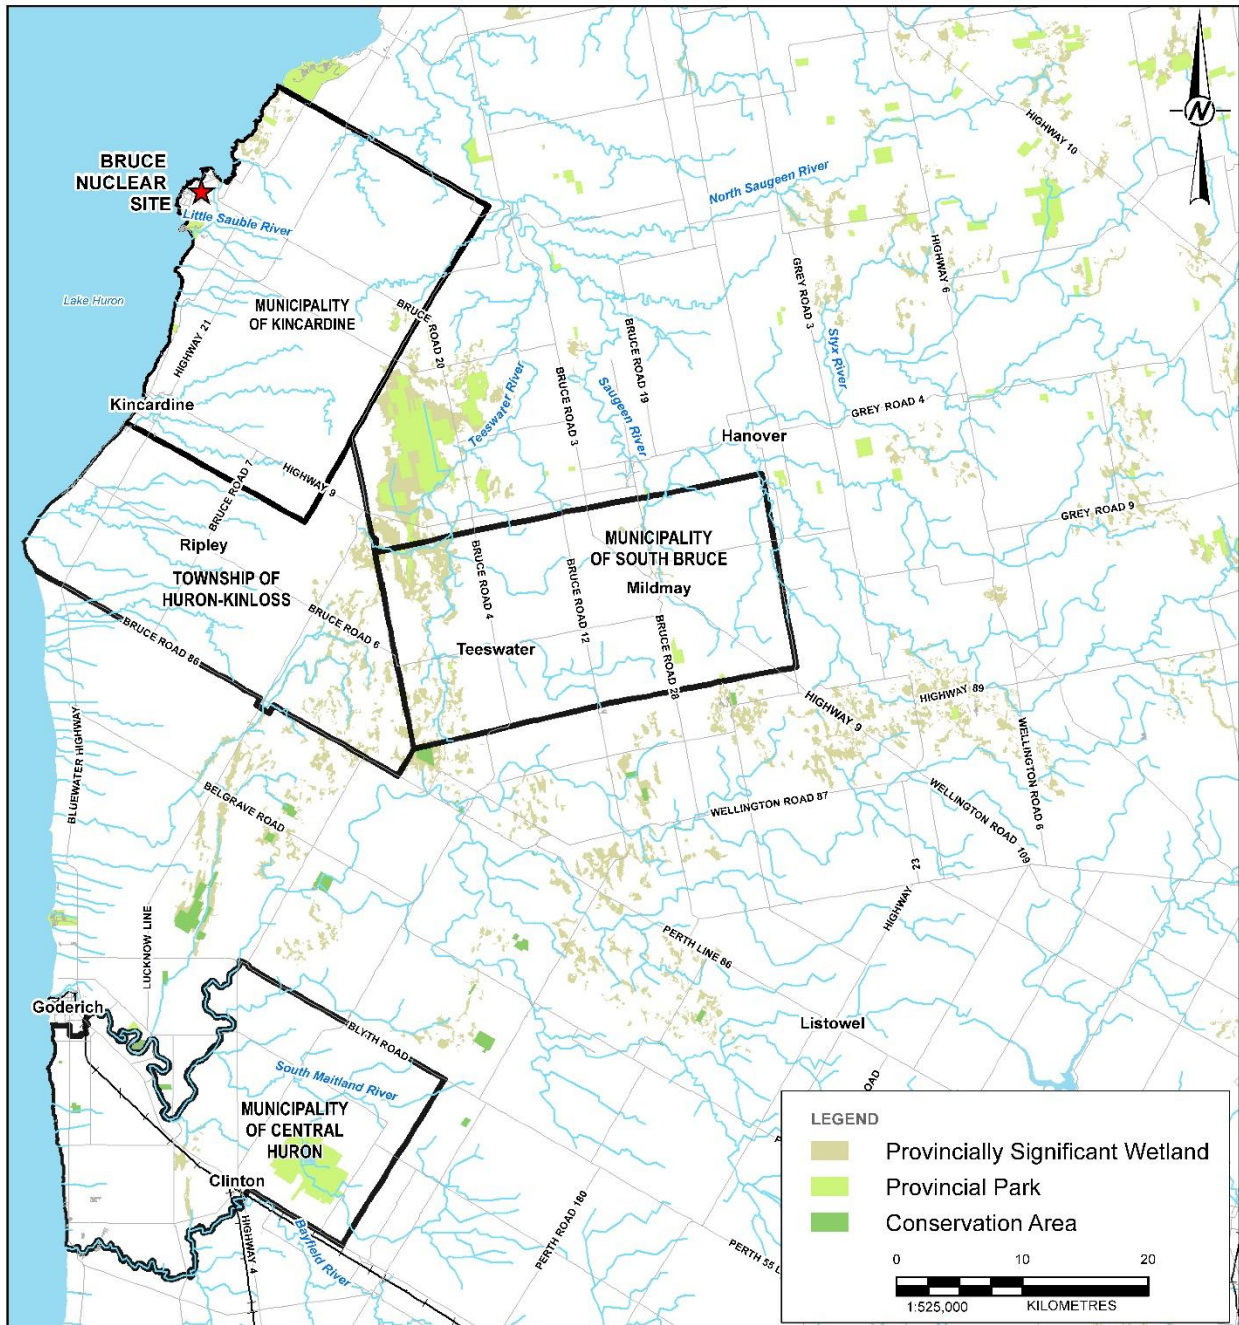 HIGHWAY 10
N
BRUCE
NUCLEAR
SITE
North Saugeen River
Little Sauble River
HIGHWAY 6
GREY ROAD 3
Lake Huron
MUNICIPALITY
OF KINCARDINE
BRUCE ROAD 20
HIGHWAY 21
BRUCE ROAD 19
Styx River
Teeswater River
BRUCE ROAD 3
Saugeen River
Kincardine
GREY ROAD 4
Hanover
HIGHWAY 9
BRUCE ROAD 7
GREY ROAD 9
Ripley
MUNICIPALITY
OF SOUTH BRUCE
Mildmay
TOWNSHIP OF
HURON-KINLOSS
BRUCE ROAD 4
BRUCE ROAD 12
BRUCE ROAD 6
BRUCE ROAD 86
Teeswater
BRUCE ROAD 28
HIGHWAY 89
HIGHWAY 9
BLUEWATER HIGHWAY
WELLINGTON ROAD 6
BELGRAVE ROAD
WELLINGTON ROAD 87
WELLINGTON ROAD 109
HIGHWAY 23
LUCKNOW LINE
PERTH LINE 86
Goderich
BLYTH ROAD
Listowel
South Maitland River
MUNICIPALITY
OF CENTRAL
HURON
Clinton
HIGHWAY 4
Bayfield River
PERTH ROAD 180
PERTH 55 L
OAD
LEGEND
Provincially Significant Wetland
Provincial Park
Conservation Area
0 10 20
1:525,000 KILOMETRES